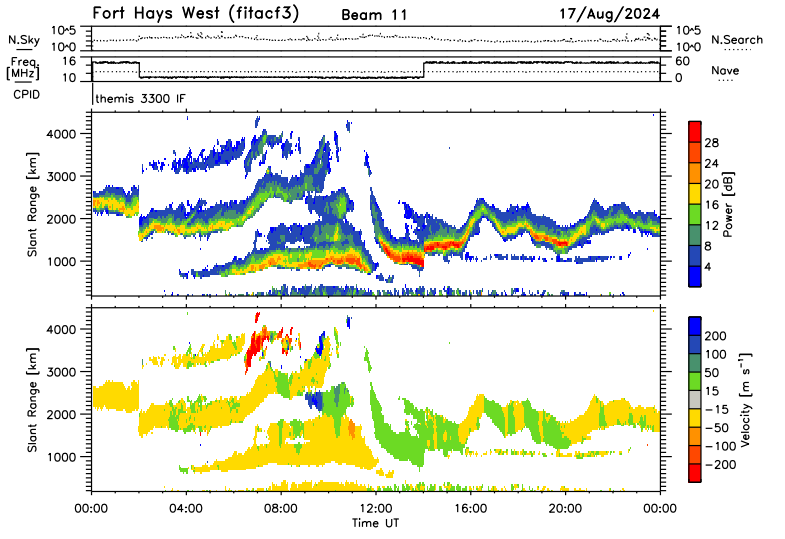 Fort Hays West (fitacf3) Beam 11 17/Aug/2024
N.Sky 10^5 10^0 10^5 10^0 N.Search
Freq. [MHz] 16 10 60 0 Nave
CPID themis 3300 IF
Slant Range [km] 4000 3000 2000 1000
Power [dB] 28 24 20 16 12 8 4
Slant Range [km] 4000 3000 2000 1000
Velocity [m s⁻¹] 200 100 50 15 −15 −50 −100 −200
00:00 04:00 08:00 12:00 16:00 20:00 00:00
Time UT